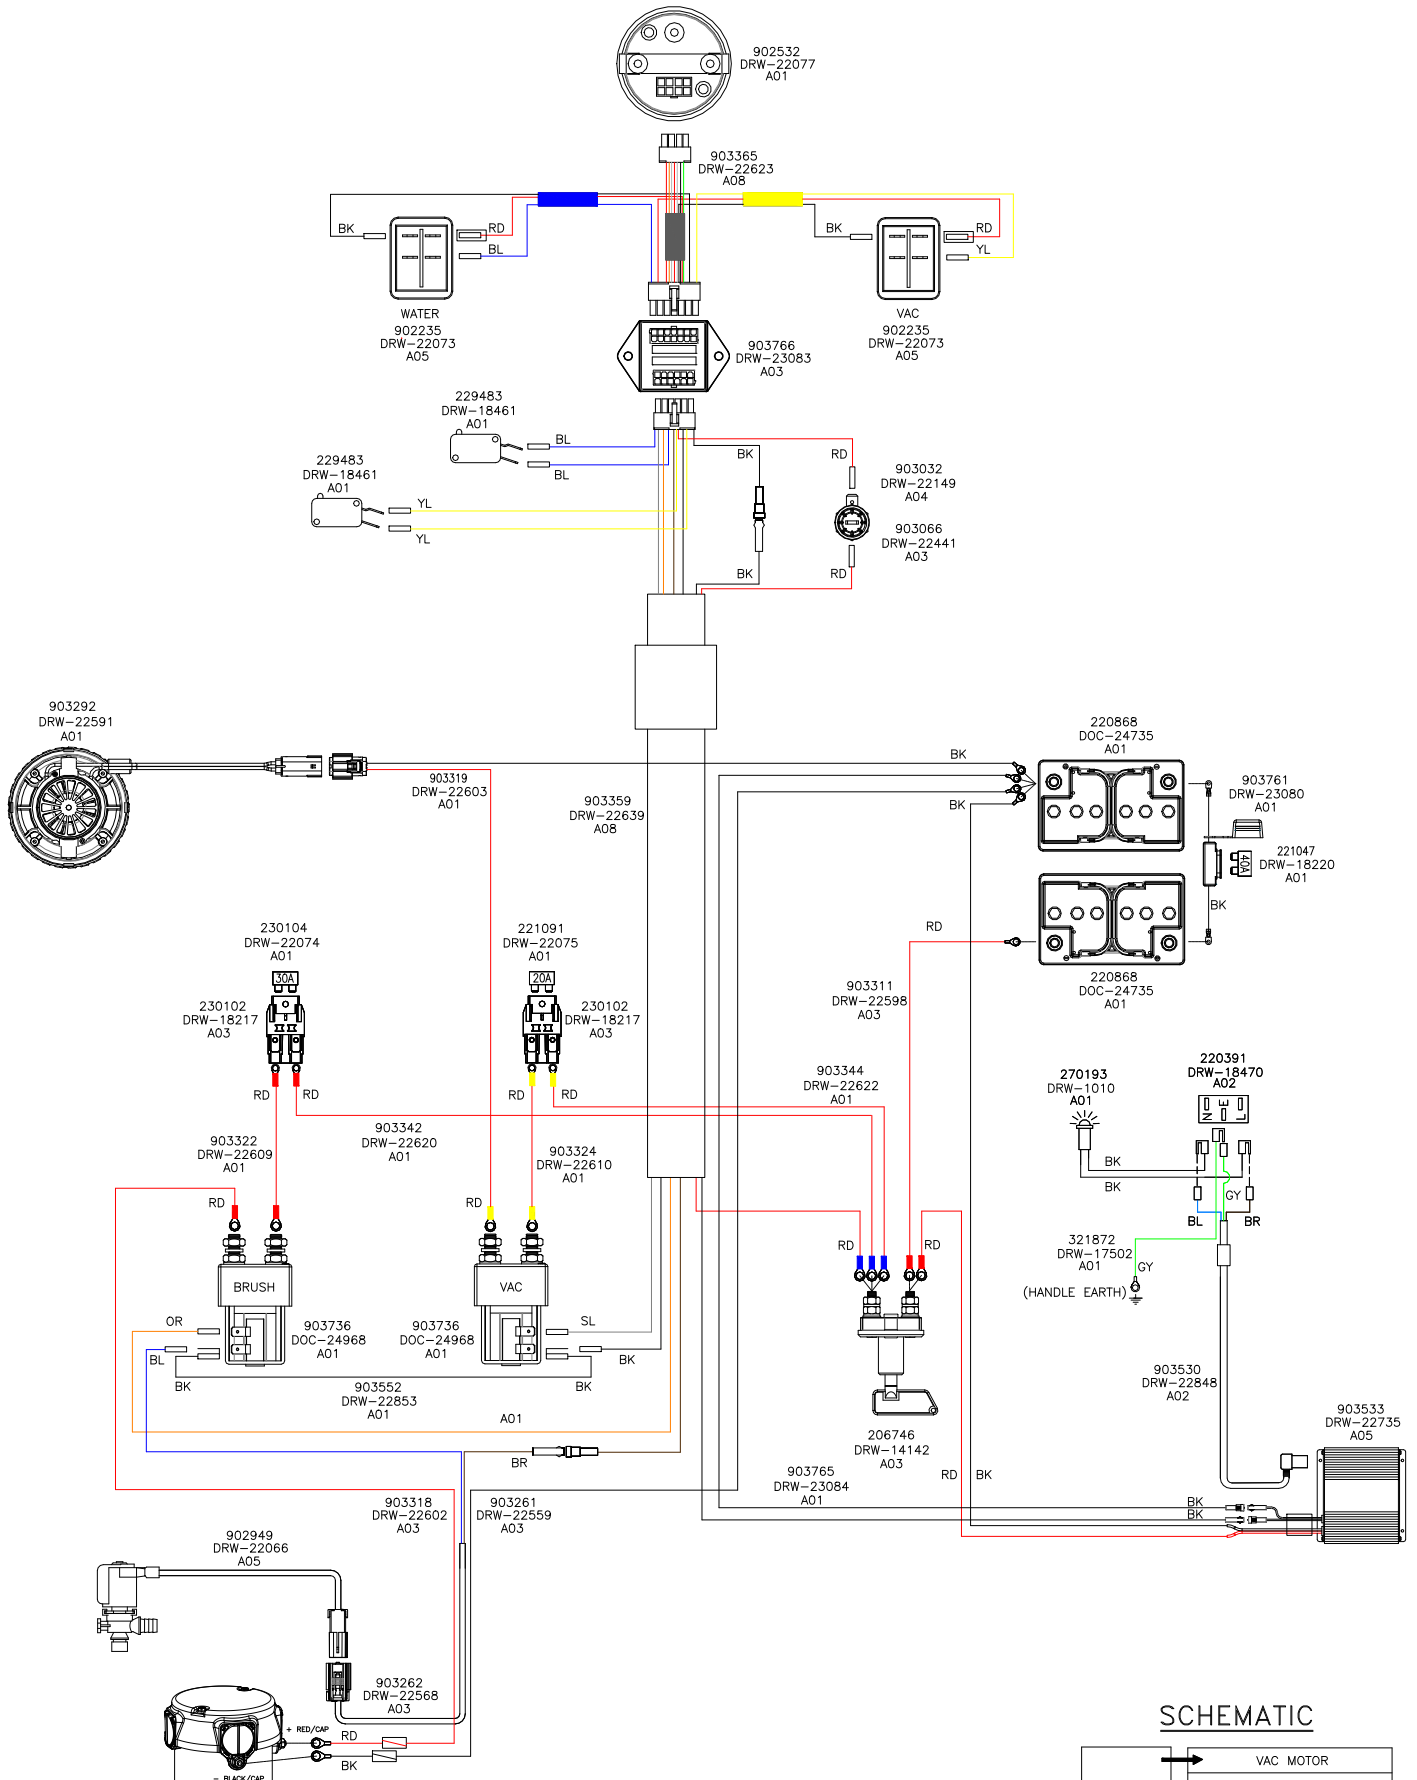 902532
DRW-22077
A01
903365
DRW-22623
A08
BK
RD
BL
BK
RD
YL
WATER
902235
DRW-22073
A05
VAC
902235
DRW-22073
A05
903766
DRW-23083
A03
229483
DRW-18461
A01
BL
BL
229483
DRW-18461
A01
YL
YL
BK
RD
903032
DRW-22149
A04
903066
DRW-22441
A03
BK
RD
903292
DRW-22591
A01
903319
DRW-22603
A01
903359
DRW-22639
A08
BK
BK
220868
DOC-24735
A01
903761
DRW-23080
A01
40A
221047
DRW-18220
A01
BK
RD
220868
DOC-24735
A01
230104
DRW-22074
A01
30A
230102
DRW-18217
A03
221091
DRW-22075
A01
20A
230102
DRW-18217
A03
903311
DRW-22598
A03
RD
RD
RD
RD
903344
DRW-22622
A01
270193
DRW-1010
A01
220391
DRW-18470
A02
N
E
L
903322
DRW-22609
A01
903342
DRW-22620
A01
903324
DRW-22610
A01
BK
BK
GY
BL
BR
RD
RD
RD
RD
321872
DRW-17502
A01
GY
(HANDLE EARTH)
BRUSH
VAC
OR
BL
BK
903736
DOC-24968
A01
903736
DOC-24968
A01
SL
BK
BK
903552
DRW-22853
A01
A01
903530
DRW-22848
A02
903533
DRW-22735
A05
206746
DRW-14142
A03
BR
903765
DRW-23084
A01
RD
BK
BK
BK
903318
DRW-22602
A03
903261
DRW-22559
A03
902949
DRW-22066
A05
903262
DRW-22568
A03
+ RED/CAP
RD
BK
- BLACK/CAP
SCHEMATIC
VAC MOTOR